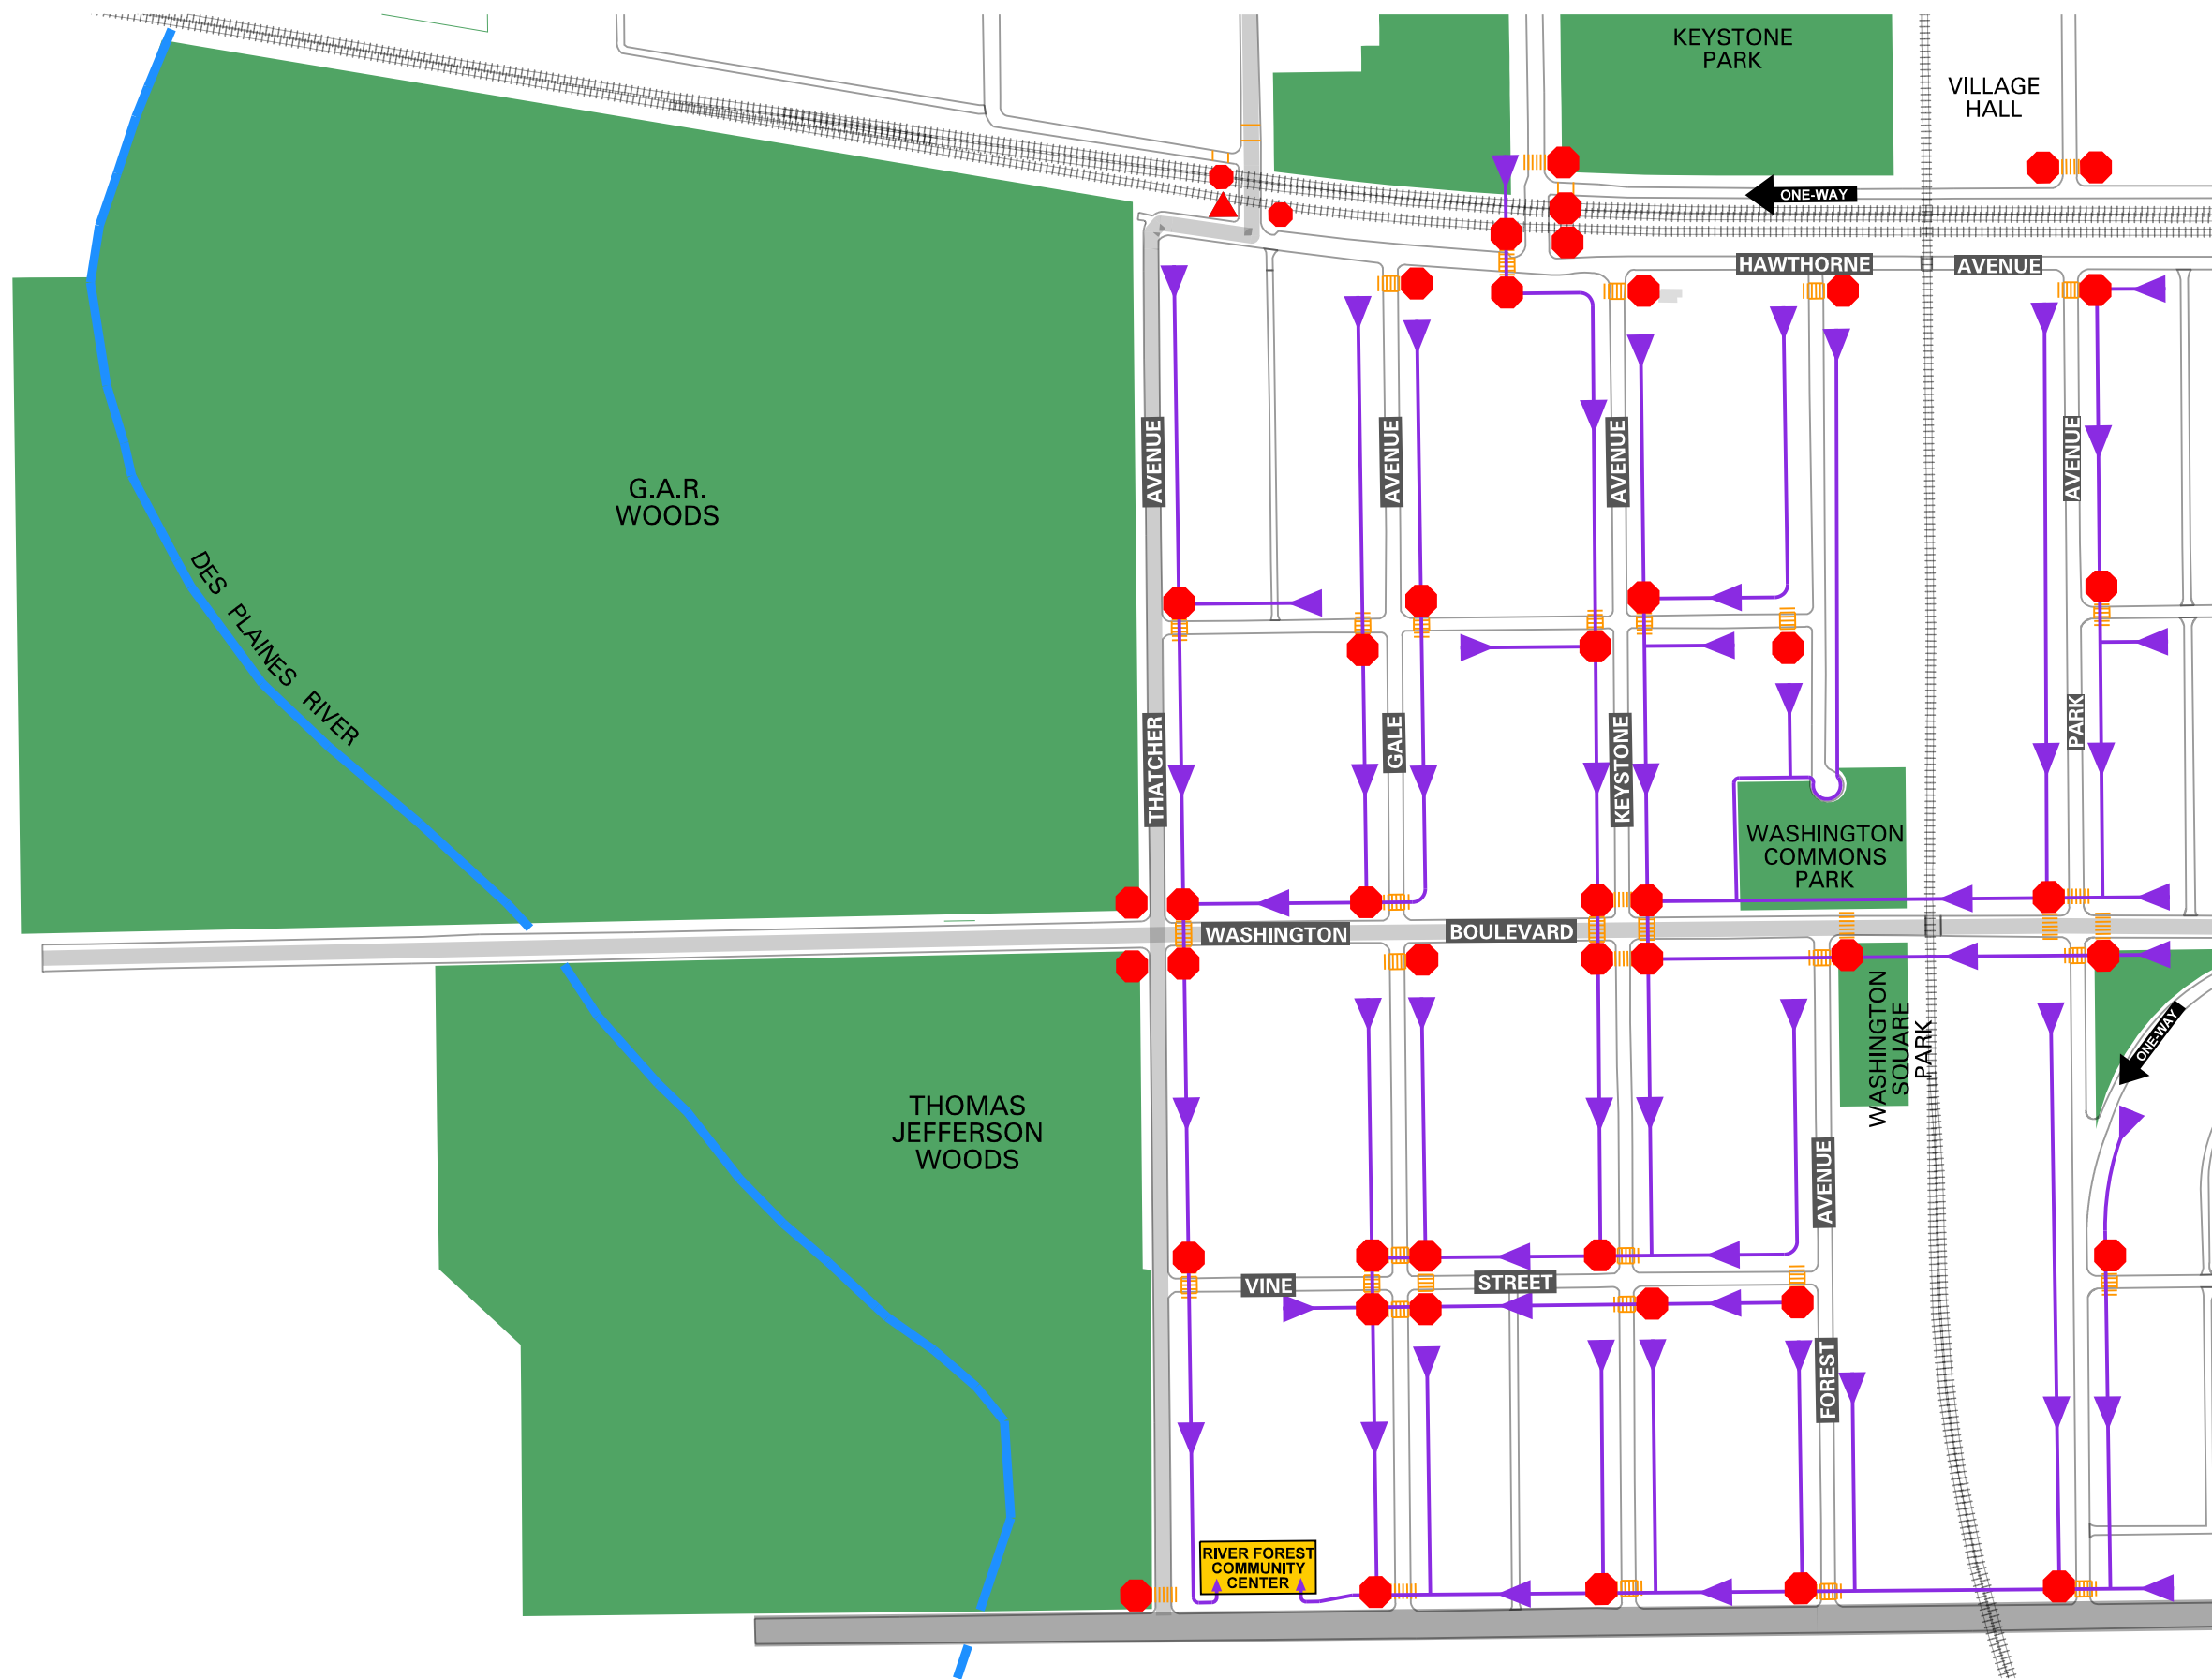 KEYSTONE
PARK
VILLAGE
HALL
ONE-WAY
HAWTHORNE
AVENUE
AVENUE
AVENUE
AVENUE
AVENUE
G.A.R.
WOODS
DES PLAINES RIVER
THATCHER
GALE
KEYSTONE
PARK
WASHINGTON
COMMONS
PARK
WASHINGTON
BOULEVARD
WASHINGTON
SQUARE
PARK
ONE-WAY
THOMAS
JEFFERSON
WOODS
AVENUE
VINE
STREET
FOREST
RIVER FOREST
COMMUNITY
CENTER